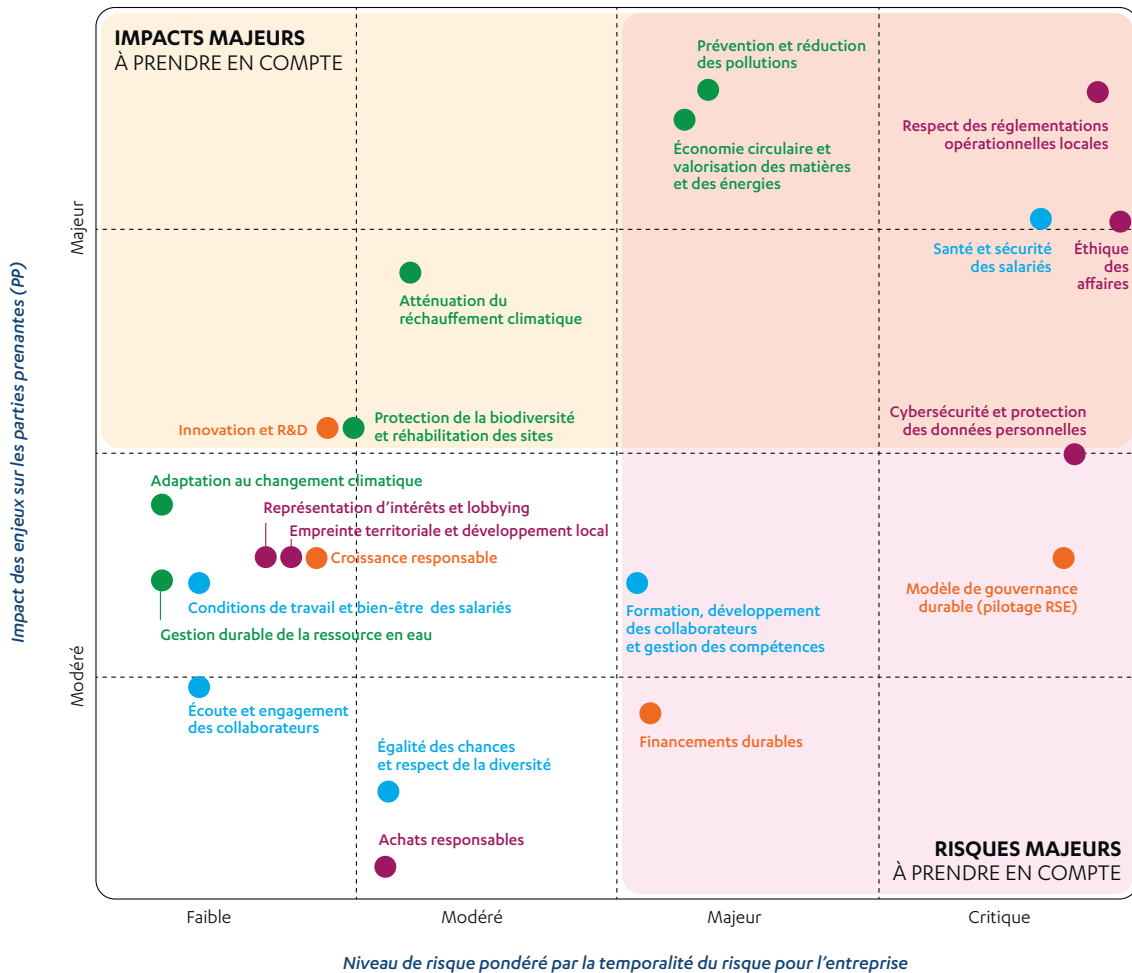 IMPACTS MAJEURS
À PRENDRE EN COMPTE
Prévention et réduction
des pollutions
Respect des réglementations
opérationnelles locales
Économie circulaire et
valorisation des matières
et des énergies
Majeur
Santé et sécurité
des salariés
Éthique
des
affaires
Atténuation du
réchauffement climatique
Impact des enjeux sur les parties prenantes (PP)
Innovation et R&D
Protection de la biodiversité
et réhabilitation des sites
Cybersécurité et protection
des données personnelles
Adaptation au changement climatique
Représentation d'intérêts et lobbying
Empreinte territoriale et développement local
Croissance responsable
Conditions de travail et bien-être des salariés
Gestion durable de la ressource en eau
Formation, développement
des collaborateurs
et gestion des compétences
Modèle de gouvernance
durable (pilotage RSE)
Modéré
Écoute et engagement
des collaborateurs
Égalité des chances
et respect de la diversité
Financements durables
Achats responsables
RISQUES MAJEURS
À PRENDRE EN COMPTE
Faible
Modéré
Majeur
Critique
Niveau de risque pondéré par la temporalité du risque pour l'entreprise